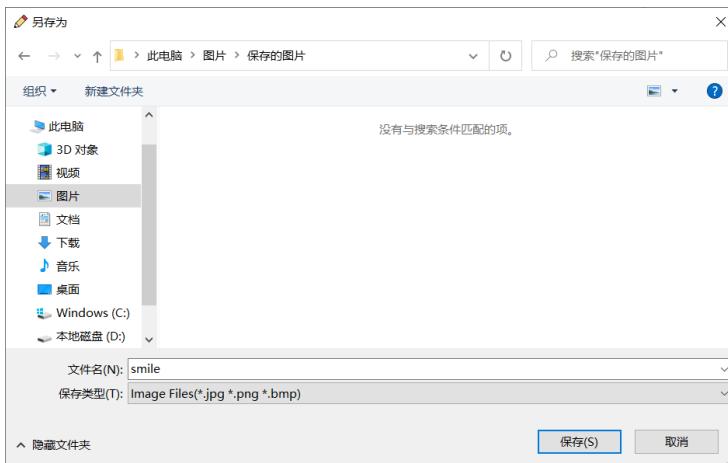 另存为
此电脑 > 图片 > 保存的图片
搜索"保存的图片"
组织 新建文件夹
没有与搜索条件匹配的项。
此电脑
3D 对象
视频
图片
文档
下载
音乐
桌面
Windows (C:)
本地磁盘 (D:)
文件名(N): smile
保存类型(T): Image Files(*.jpg *.png *.bmp)
隐藏文件夹 保存(S) 取消